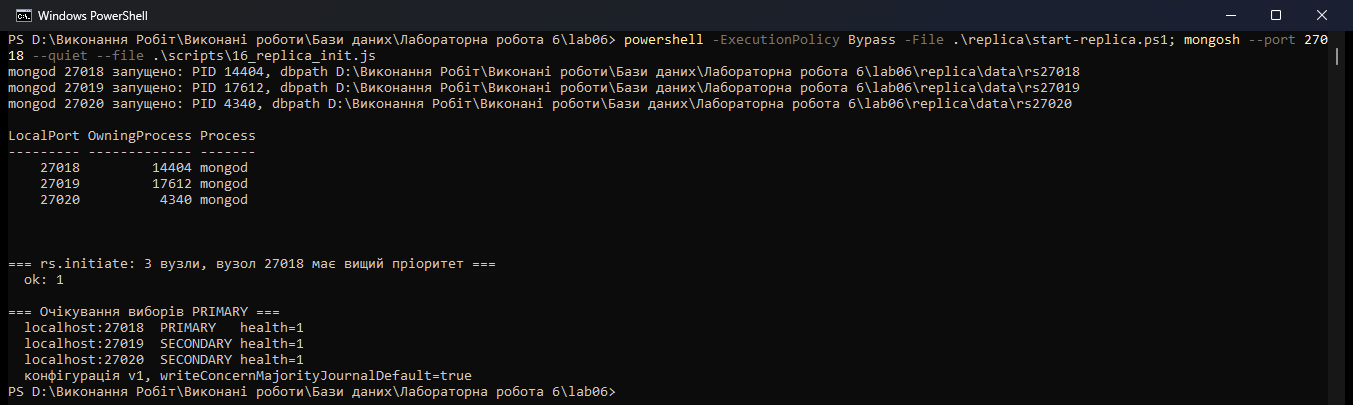 Windows PowerShell
PS D:\Виконання Робіт\Виконані роботи\Бази даних\Лабораторна робота 6\lab06> powershell -ExecutionPolicy Bypass -File .\replica\start-replica.ps1; mongosh --port 270
18 --quiet --file .\scripts\16_replica_init.js
mongod 27018 запущено: PID 14404, dbpath D:\Виконання Робіт\Виконані роботи\Бази даних\Лабораторна робота 6\lab06\replica\data\rs27018
mongod 27019 запущено: PID 17612, dbpath D:\Виконання Робіт\Виконані роботи\Бази даних\Лабораторна робота 6\lab06\replica\data\rs27019
mongod 27020 запущено: PID 4340, dbpath D:\Виконання Робіт\Виконані роботи\Бази даних\Лабораторна робота 6\lab06\replica\data\rs27020
LocalPort OwningProcess Process
--------- ------------- -------
27018 14404 mongod
27019 17612 mongod
27020 4340 mongod
=== rs.initiate: 3 вузли, вузол 27018 має вищий пріоритет ===
ok: 1
=== Очікування виборів PRIMARY ===
localhost:27018 PRIMARY health=1
localhost:27019 SECONDARY health=1
localhost:27020 SECONDARY health=1
конфігурація v1, writeConcernMajorityJournalDefault=true
PS D:\Виконання Робіт\Виконані роботи\Бази даних\Лабораторна робота 6\lab06>